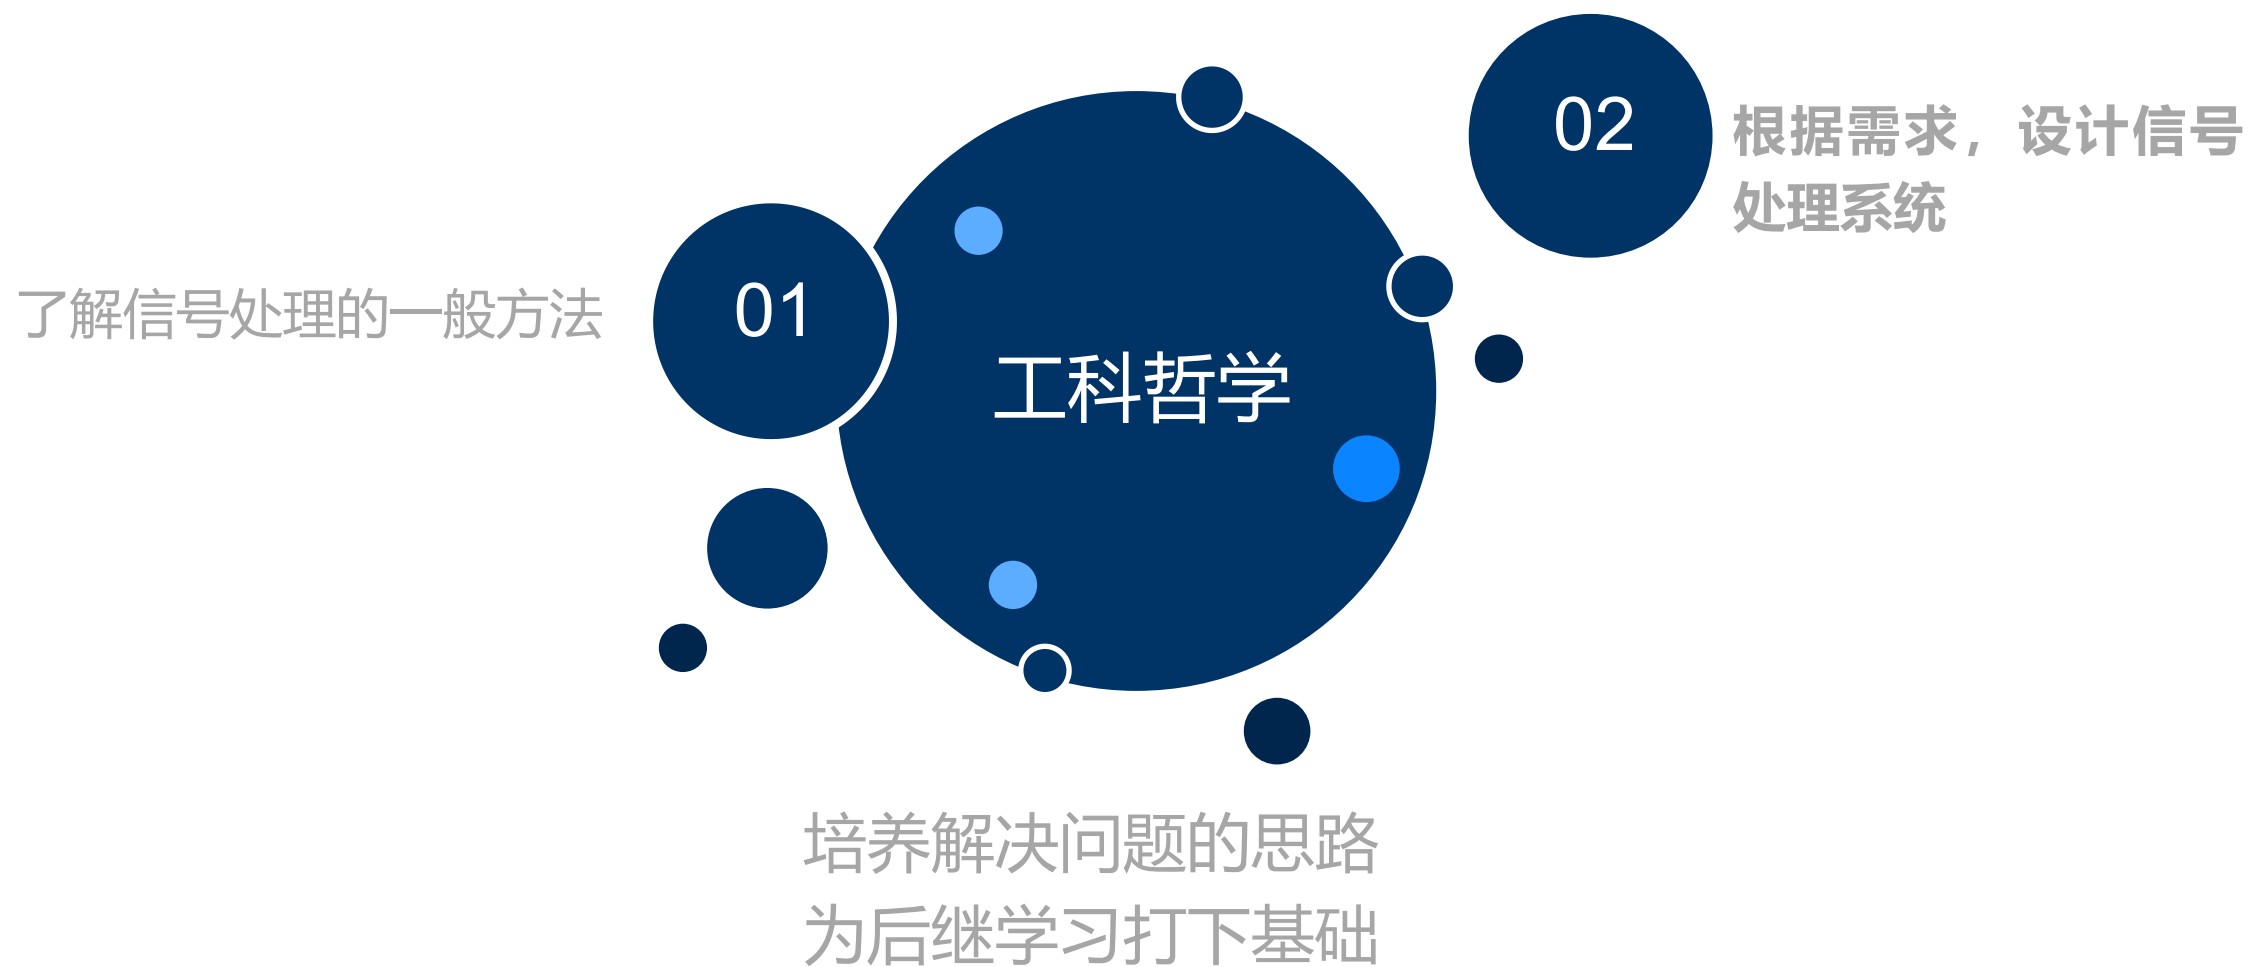 01
了解信号处理的一般方法
02
根据需求，设计信号
处理系统
工科哲学
培养解决问题的思路
为后继学习打下基础